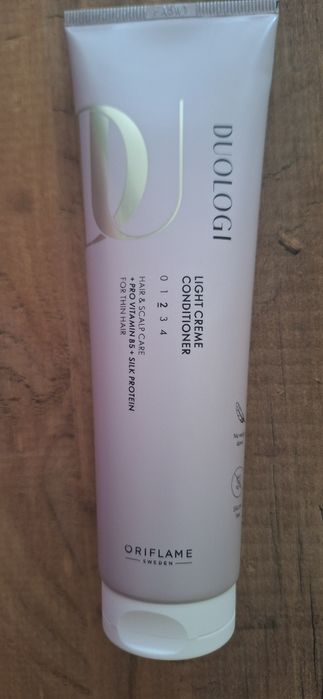 DUOLOGI
LIGHT CREME
CONDITIONER
0 1 2 3 4
HAIR & SCALP CARE
+ PRO VITAMIN B5 + SILK PROTEIN
FOR THIN HAIR
ORIFLAME
SWEDEN